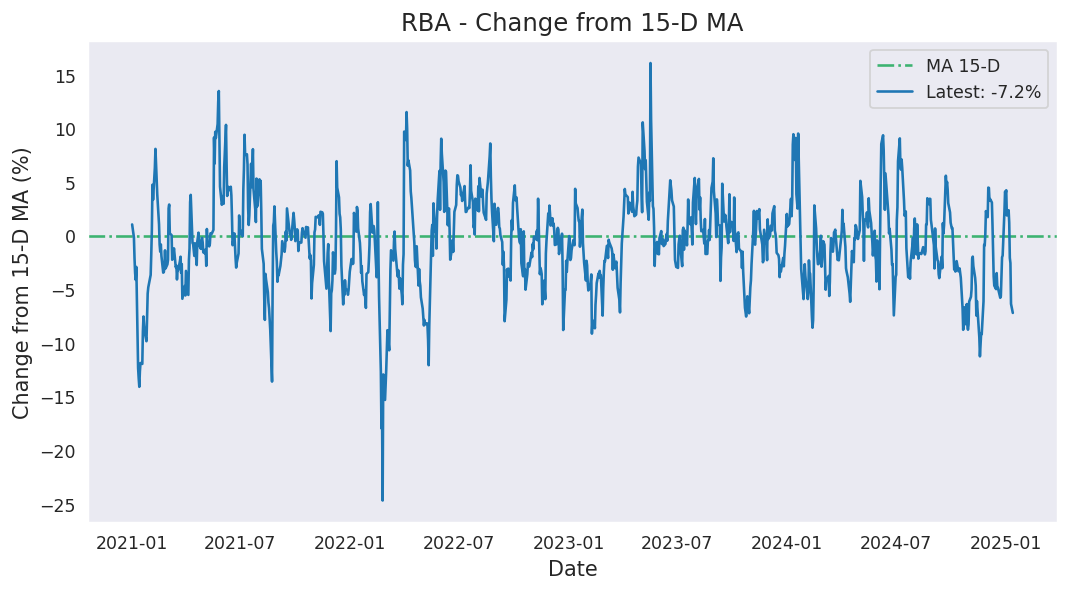 RBA - Change from 15-D MA
MA 15-D
Latest: -7.2%
Change from 15-D MA (%)
15
10
5
0
−5
−10
−15
−20
−25
2021-01 2021-07 2022-01 2022-07 2023-01 2023-07 2024-01 2024-07 2025-01
Date